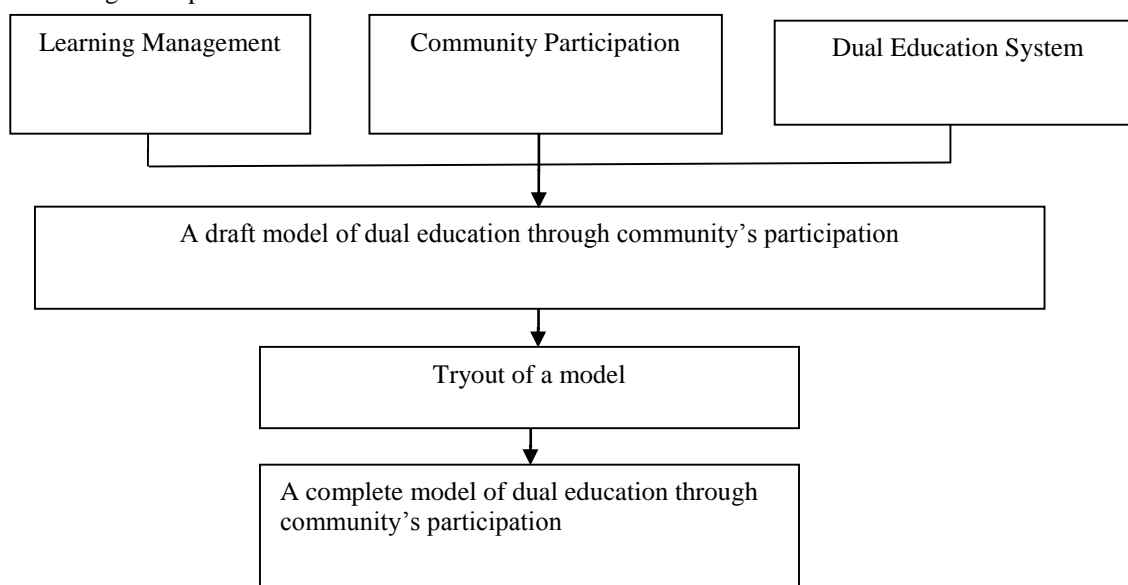 Learning Management
Community Participation
Dual Education System
A draft model of dual education through community’s participation
Tryout of a model
A complete model of dual education through
community’s participation